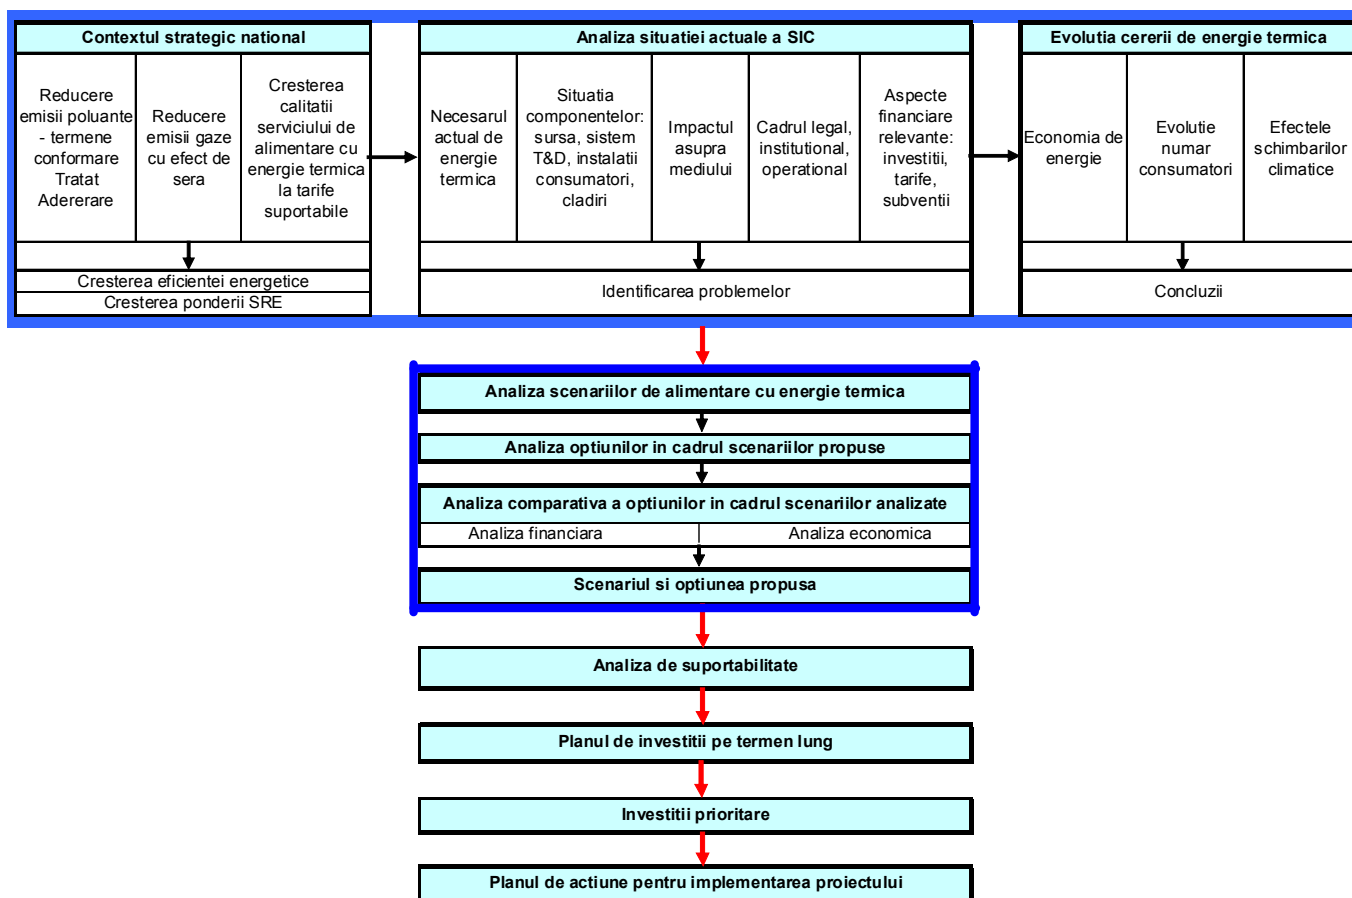 Contextul strategic national
Reducere
emisii poluante
- termene
conformare
Tratat
Adererare
Reducere
emisii gaze
cu efect de
sera
Cresterea
calitatii
serviciului de
alimentare cu
energie termica
la tarife
suportabile
Cresterea eficientei energetice
Cresterea ponderii SRE
Analiza situatiei actuale a SIC
Necesarul
actual de
energie
termica
Situatia
componentelor:
sursa, sistem
T&D, instalatii
consumatori,
cladiri
Impactul
asupra
mediului
Cadrul legal,
institutional,
operational
Aspecte
financiare
relevante:
investitii,
tarife,
subventii
Identificarea problemelor
Evolutia cererii de energie termica
Economia de
energie
Evolutie
numar
consumatori
Efectele
schimbarilor
climatice
Concluzii
Analiza scenariilor de alimentare cu energie termica
Analiza optiunilor in cadrul scenariilor propuse
Analiza comparativa a optiunilor in cadrul scenariilor analizate
Analiza financiara
Analiza economica
Scenariul si optiunea propusa
Analiza de suportabilitate
Planul de investitii pe termen lung
Investitii prioritare
Planul de actiune pentru implementarea proiectului